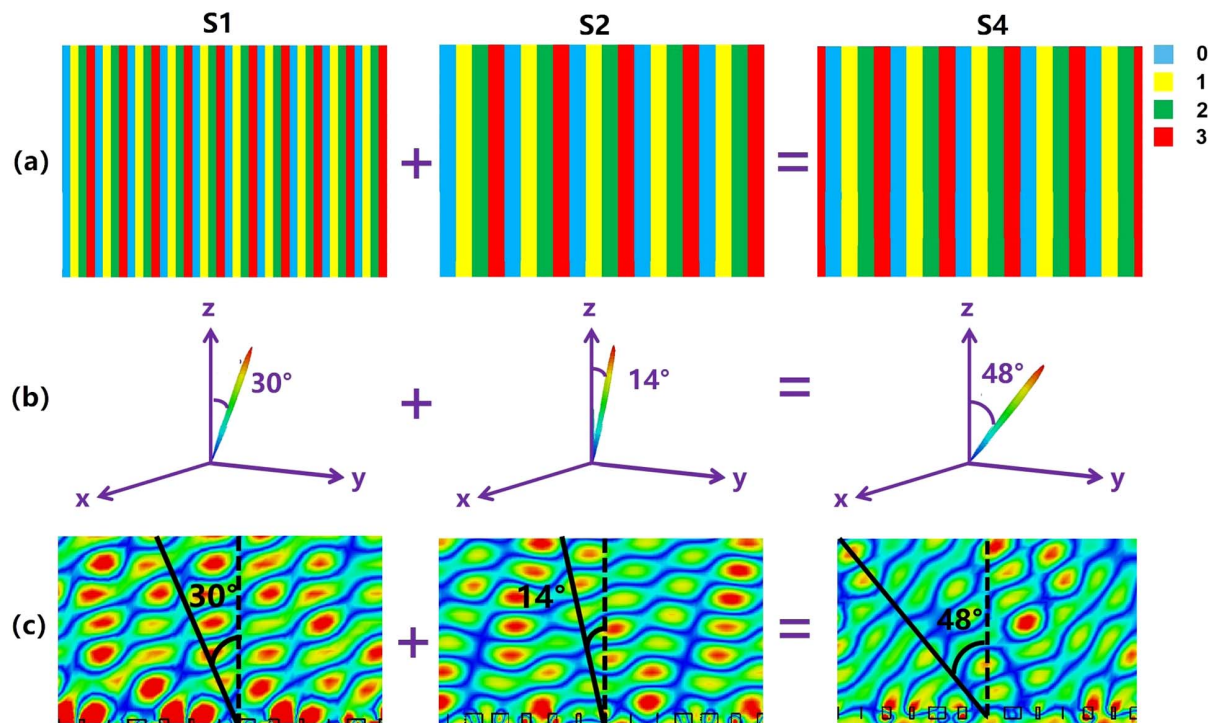 S1 S2 S4
0
1
2
3
(a) + =
z z z
30° 14° 48°
(b) + =
x y x y x y
30° 14° 48°
(c) + =